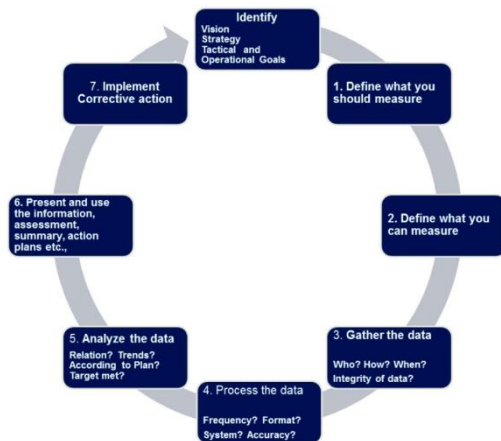 Identify
Vision
Strategy
Tactical and
Operational Goals
1. Define what you
should measure
2. Define what you
can measure
3. Gather the data
Who? How? When?
Integrity of data?
4. Process the data
Frequency? Format?
System? Accuracy?
5. Analyze the data
Relation? Trends?
According to Plan?
Target met?
6. Present and use
the information,
assessment,
summary, action
plans etc.,
7. Implement
Corrective action